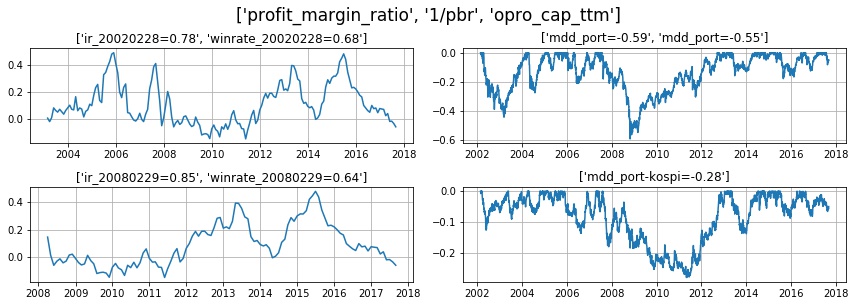 ['profit_margin_ratio', '1/pbr', 'opro_cap_ttm']
['ir_20020228=0.78', 'winrate_20020228=0.68']
0.4
0.2
0.0
2004 2006 2008 2010 2012 2014 2016 2018
['mdd_port=-0.59', 'mdd_port=-0.55']
0.0
−0.2
−0.4
−0.6
2002 2004 2006 2008 2010 2012 2014 2016 2018
['ir_20080229=0.85', 'winrate_20080229=0.64']
0.4
0.2
0.0
2008 2009 2010 2011 2012 2013 2014 2015 2016 2017 2018
['mdd_port-kospi=-0.28']
0.0
−0.1
−0.2
2002 2004 2006 2008 2010 2012 2014 2016 2018